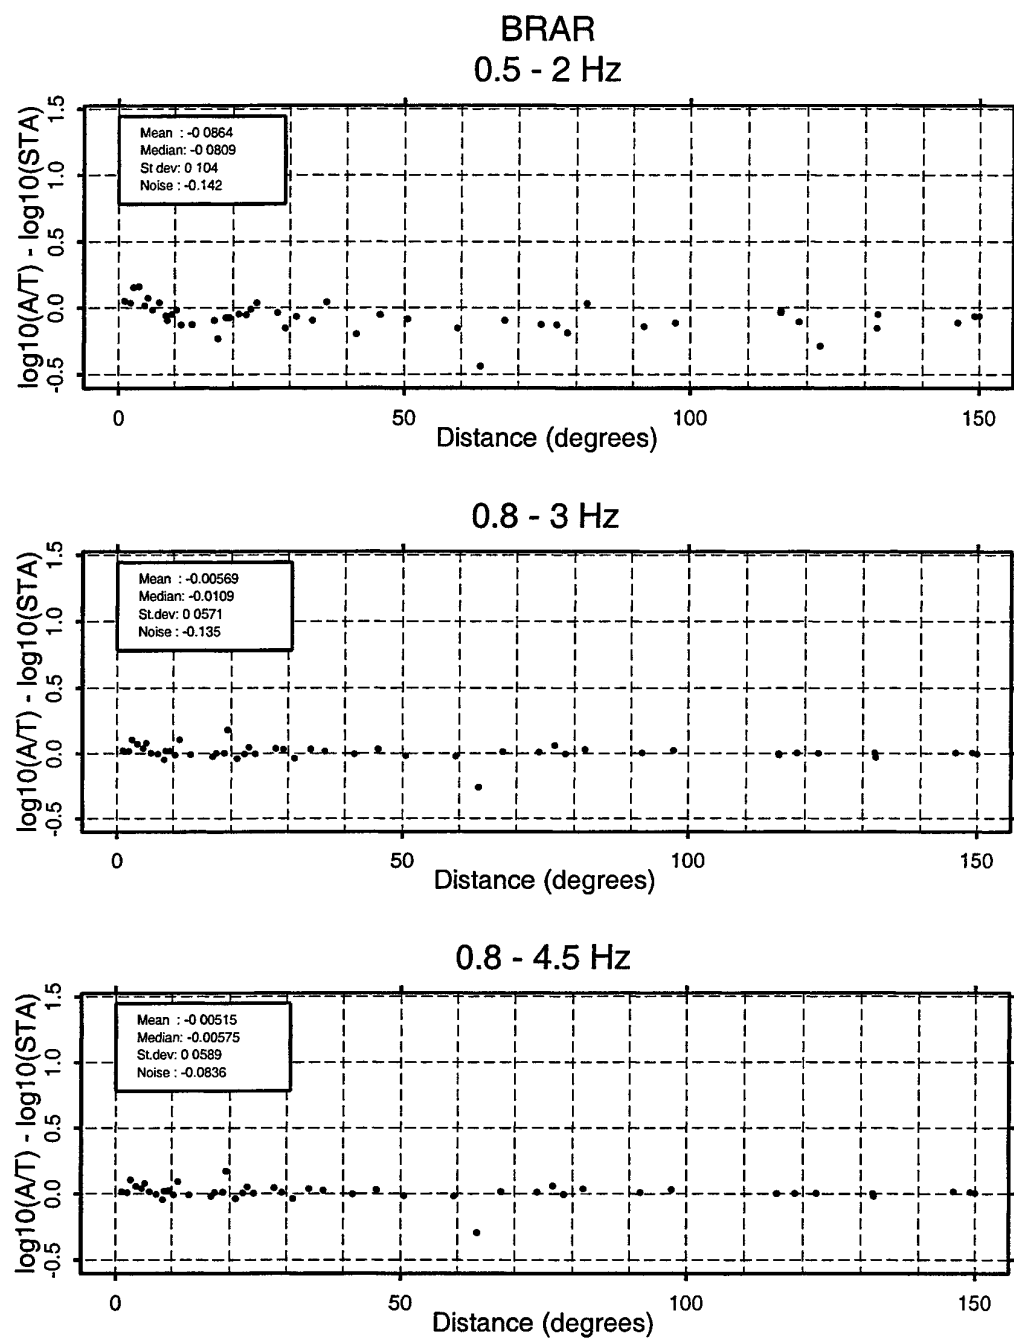 BRAR
0.5 - 2 Hz
log10(A/T) - log10(STA)
1.5
1.0
0.5
0.0
-0.5
Mean : -0 0864
Median: -0 0809
St dev: 0 104
Noise : -0.142
0 50 100 150
Distance (degrees)
0.8 - 3 Hz
log10(A/T) - log10(STA)
1.5
1.0
0.5
0.0
-0.5
Mean : -0.00569
Median: -0.0109
St.dev: 0 0571
Noise : -0.135
0 50 100 150
Distance (degrees)
0.8 - 4.5 Hz
log10(A/T) - log10(STA)
1.5
1.0
0.5
0.0
-0.5
Mean : -0 00515
Median: -0.00575
St.dev: 0 0589
Noise : -0.0836
0 50 100 150
Distance (degrees)